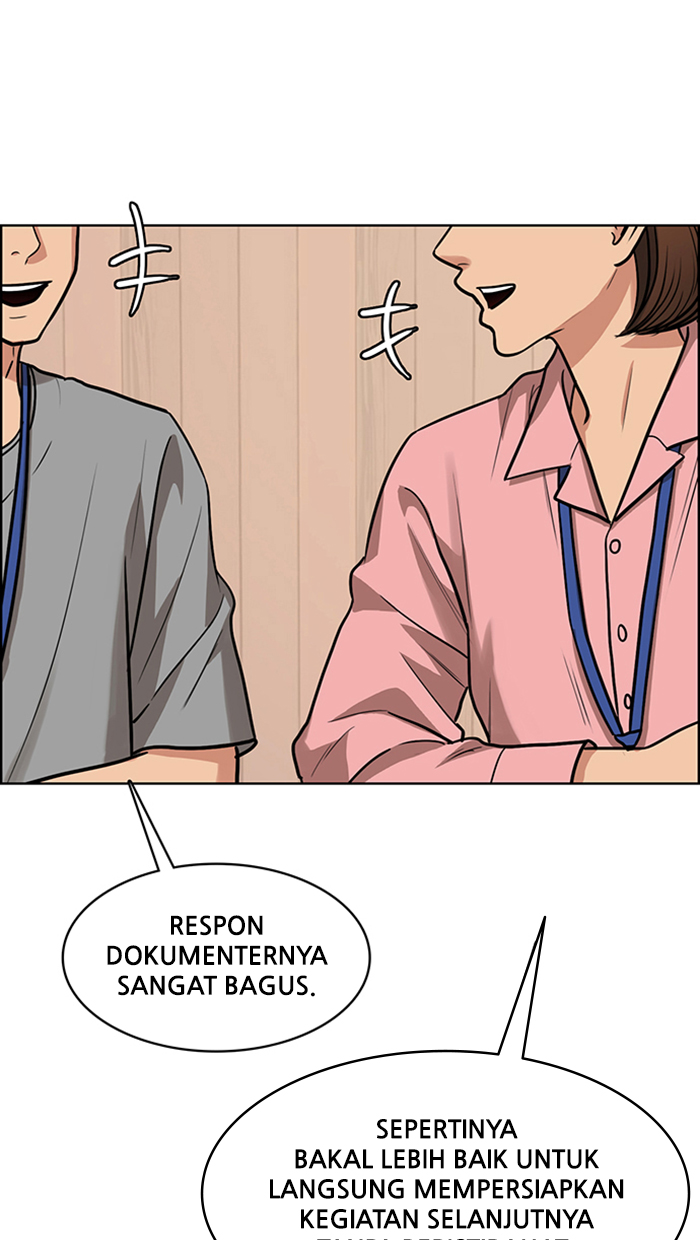 RESPON
DOKUMENTERNYA
SANGAT BAGUS.
SEPERTINYA
BAKAL LEBIH BAIK UNTUK
LANGSUNG MEMPERSIAPKAN
KEGIATAN SELANJUTNYA